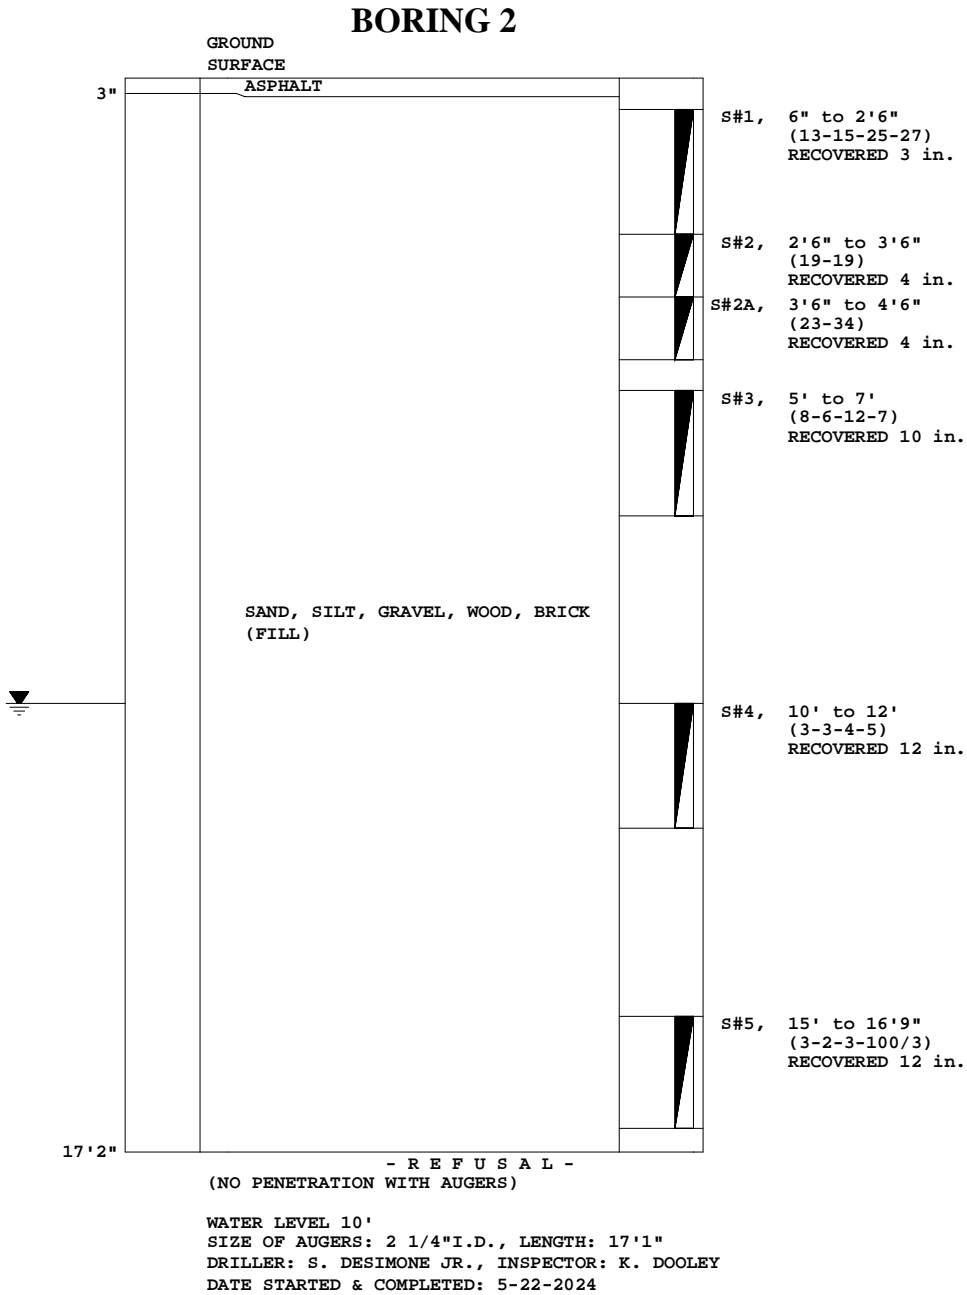 BORING 2
GROUND
SURFACE
ASPHALT
3"
S#1, 6" to 2'6"
(13-15-25-27)
RECOVERED 3 in.
S#2, 2'6" to 3'6"
(19-19)
RECOVERED 4 in.
S#2A, 3'6" to 4'6"
(23-34)
RECOVERED 4 in.
S#3, 5' to 7'
(8-6-12-7)
RECOVERED 10 in.
SAND, SILT, GRAVEL, WOOD, BRICK
(FILL)
S#4, 10' to 12'
(3-3-4-5)
RECOVERED 12 in.
S#5, 15' to 16'9"
(3-2-3-100/3)
RECOVERED 12 in.
17'2"
- R E F U S A L -
(NO PENETRATION WITH AUGERS)
WATER LEVEL 10'
SIZE OF AUGERS: 2 1/4"I.D., LENGTH: 17'1"
DRILLER: S. DESIMONE JR., INSPECTOR: K. DOOLEY
DATE STARTED & COMPLETED: 5-22-2024